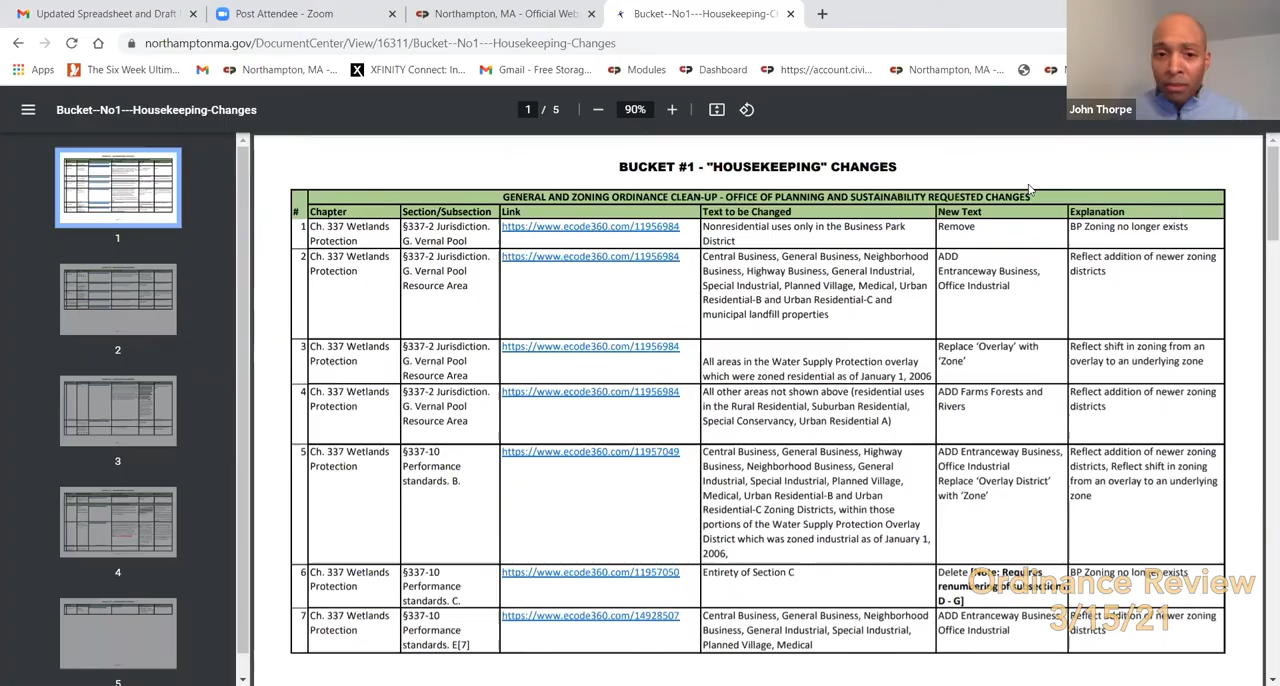 Updated Spreadsheet and Draft
Post Attendee - Zoom
Northampton, MA - Official Web
Bucket--No1---Housekeeping-C
northamptonma.gov/DocumentCenter/View/16311/Bucket--No1---Housekeeping-Changes
Apps
The Six Week Ultim...
Northampton, MA -...
XFINITY Connect: In...
Gmail - Free Storag...
Modules
Dashboard
https://account.civi...
Northampton, MA -...
John Thorpe
Bucket--No1---Housekeeping-Changes
1 / 5
90%
1
2
3
4
5
BUCKET #1 - "HOUSEKEEPING" CHANGES
GENERAL AND ZONING ORDINANCE CLEAN-UP - OFFICE OF PLANNING AND SUSTAINABILITY REQUESTED CHANGES
# Chapter Section/Subsection Link Text to be Changed New Text Explanation
1 Ch. 337 Wetlands §337-2 Jurisdiction. https://www.ecode360.com/11956984 Nonresidential uses only in the Business Park Remove BP Zoning no longer exists
Protection G. Vernal Pool District
2 Ch. 337 Wetlands §337-2 Jurisdiction. https://www.ecode360.com/11956984 Central Business, General Business, Neighborhood ADD Reflect addition of newer zoning
Protection G. Vernal Pool Business, Highway Business, General Industrial, Entranceway Business, districts
Resource Area Special Industrial, Planned Village, Medical, Urban Office Industrial
Residential-B and Urban Residential-C and
municipal landfill properties
3 Ch. 337 Wetlands §337-2 Jurisdiction. https://www.ecode360.com/11956984 Replace ‘Overlay’ with Reflect shift in zoning from an
Protection G. Vernal Pool All areas in the Water Supply Protection overlay ‘Zone’ overlay to an underlying zone
Resource Area which were zoned residential as of January 1, 2006
4 Ch. 337 Wetlands §337-2 Jurisdiction. https://www.ecode360.com/11956984 All other areas not shown above (residential uses ADD Farms Forests and Reflect addition of newer zoning
Protection G. Vernal Pool in the Rural Residential, Suburban Residential, Rivers districts
Resource Area Special Conservancy, Urban Residential A)
5 Ch. 337 Wetlands §337-10 https://www.ecode360.com/11957049 Central Business, General Business, Highway ADD Entranceway Business, Reflect addition of newer zoning
Protection Performance Business, Neighborhood Business, General Office Industrial districts, Reflect shift in zoning
standards. B. Industrial, Special Industrial, Planned Village, Replace ‘Overlay District’ from an overlay to an underlying
Medical, Urban Residential-B and Urban with ‘Zone’ zone
Residential-C Zoning Districts, within those
portions of the Water Supply Protection Overlay
District which was zoned industrial as of January 1,
2006,
6 Ch. 337 Wetlands §337-10 https://www.ecode360.com/11957050 Entirety of Section C Delete [Note: Requires BP Zoning no longer exists
Protection Performance renumbering of subsections
standards. C. D - G]
7 Ch. 337 Wetlands §337-10 https://www.ecode360.com/14928507 Central Business, General Business, Neighborhood ADD Entranceway Business, Reflect addition of newer zoning
Protection Performance Business, General Industrial, Special Industrial, Office Industrial districts
standards. E[7] Planned Village, Medical
Ordinance Review
3/15/21